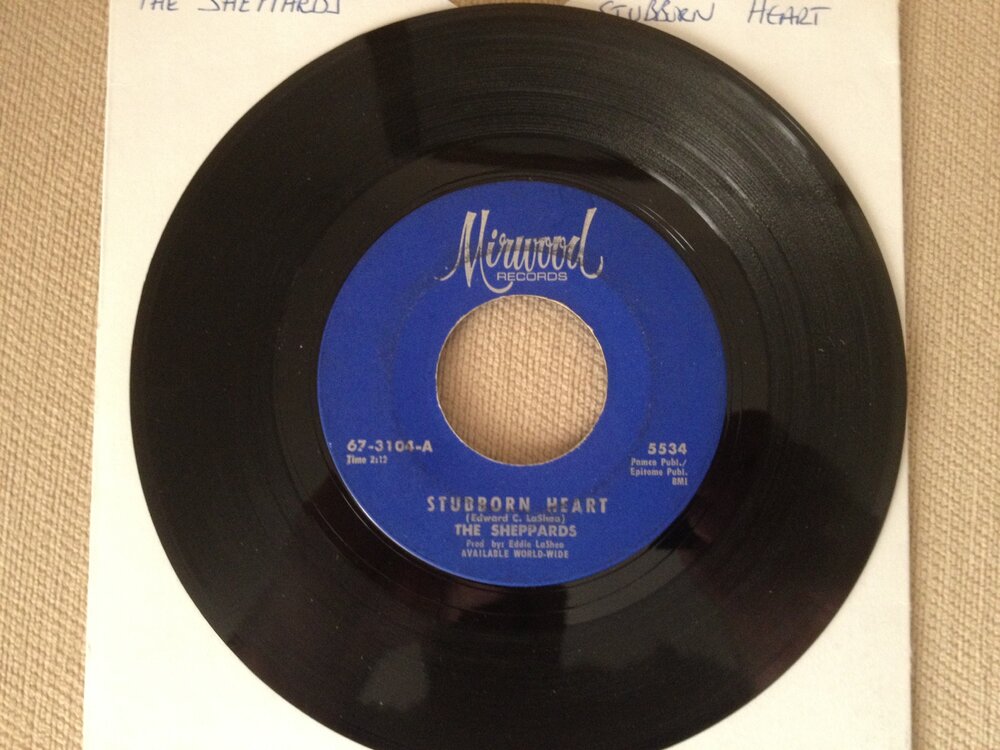 THE SHEPPARDS STUBBORN HEART
Mirwood
RECORDS
67-3104-A
Time 2:12
5534
Pamco Publ./
Epitome Publ.
BMI
STUBBORN HEART
(Edward C. LaShea)
THE SHEPPARDS
Prod by: Eddie LaShea
AVAILABLE WORLD-WIDE